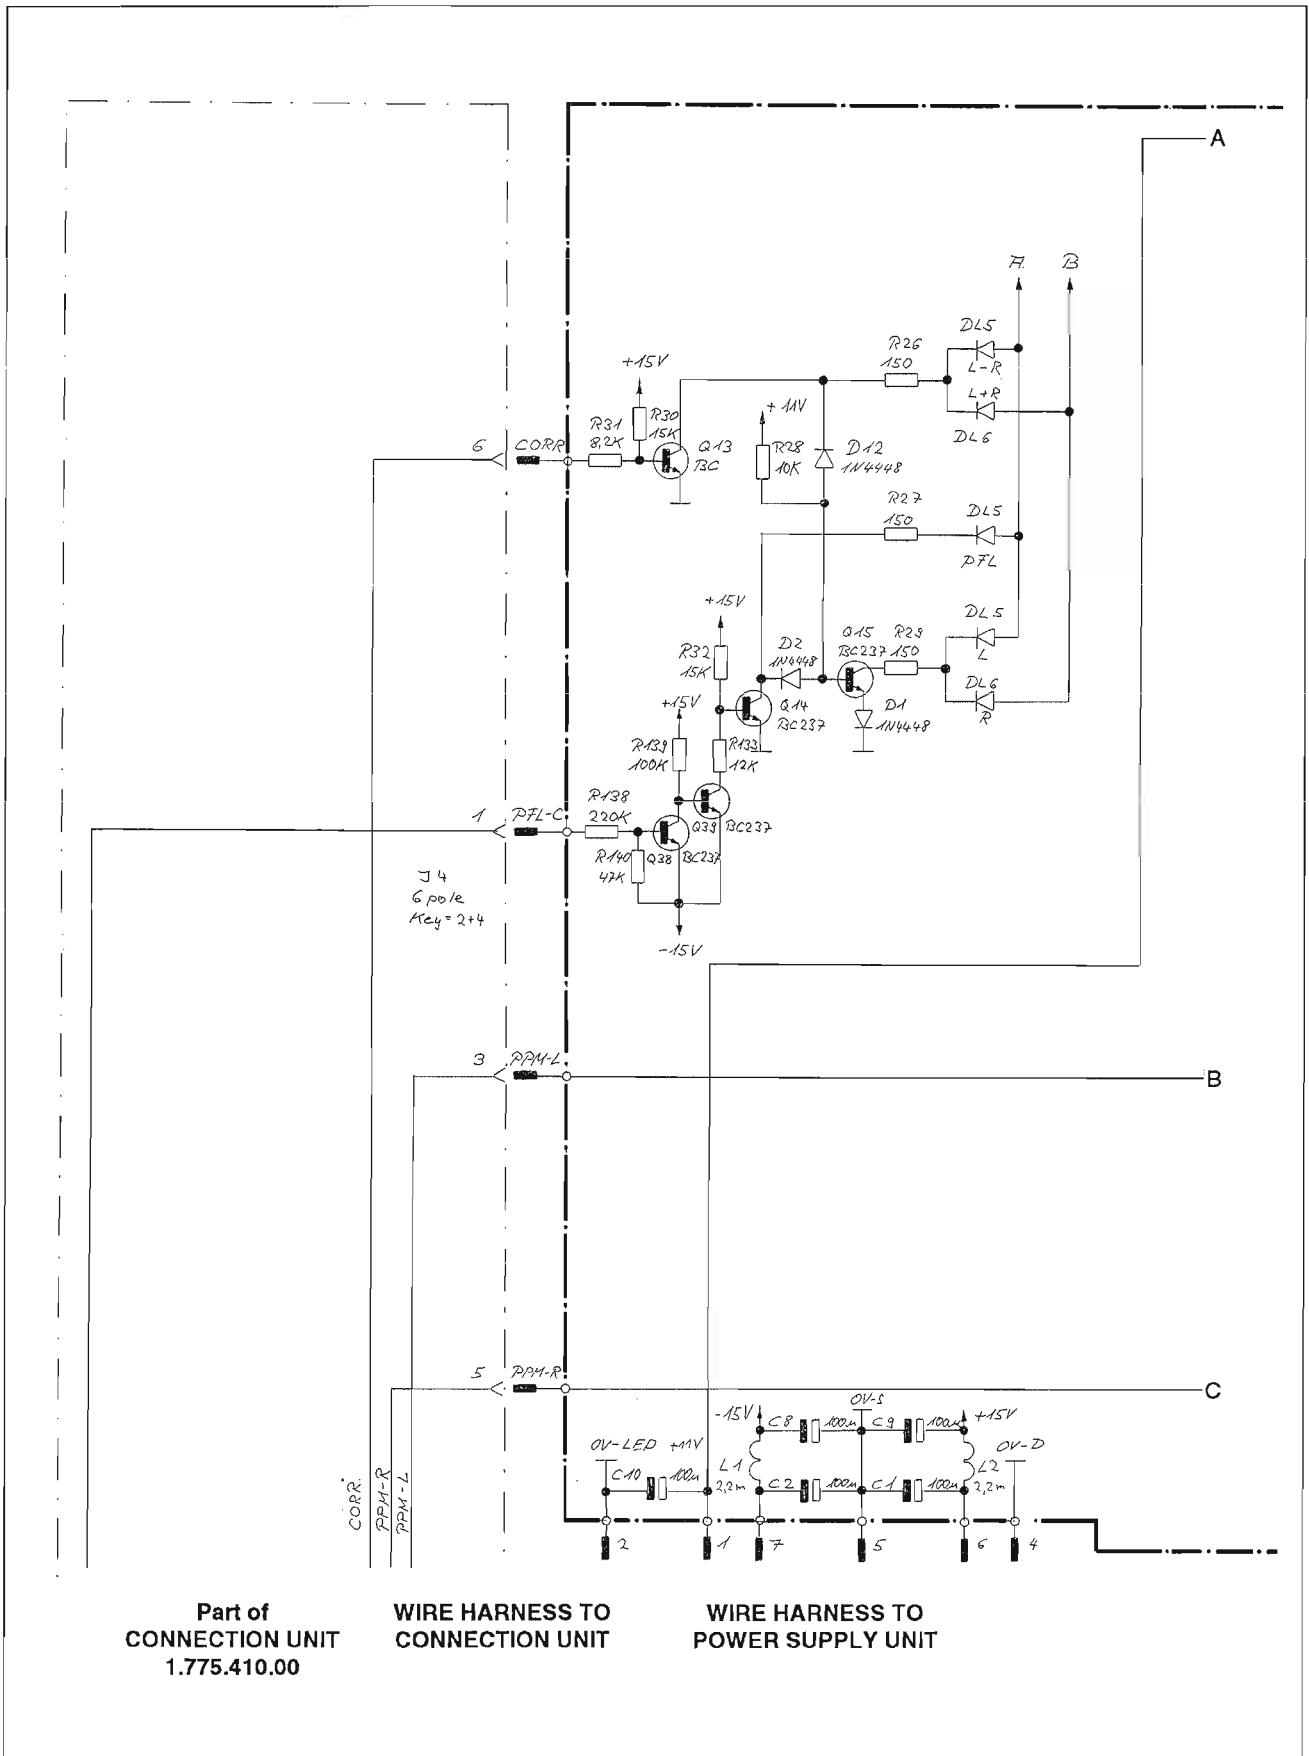 A
A
B
DL5
L-R
R26
150
+15V
L+R
DL6
+11V
R30
15K
R31
8,2K
6
CORR
Q13
BC
R28
10K
D12
1N4448
R27
150
DL5
PFL
+15V
DL5
L
Q15
BC237
R29
150
D2
1N4448
R32
15K
DL6
R
+15V
Q14
BC237
D1
1N4448
R139
100K
R133
12K
1
PFL-C
R138
220K
Q39
BC237
R140
47K
Q38
BC237
J4
6 pole
Key=2+4
-15V
3
PPM-L
B
5
PPM-R
C
-15V
C8
100µ
0V-S
C9
100µ
+15V
0V-LED
+11V
0V-D
C10
100µ
L1
2,2m
C2
100µ
C1
100µ
L2
2,2m
CORR.
PPM-R
PPM-L
2
1
7
5
6
4
Part of
CONNECTION UNIT
1.775.410.00
WIRE HARNESS TO
CONNECTION UNIT
WIRE HARNESS TO
POWER SUPPLY UNIT